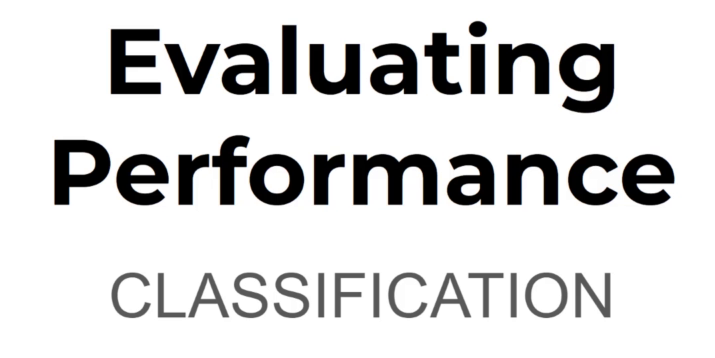 Evaluating
Performance
CLASSIFICATION